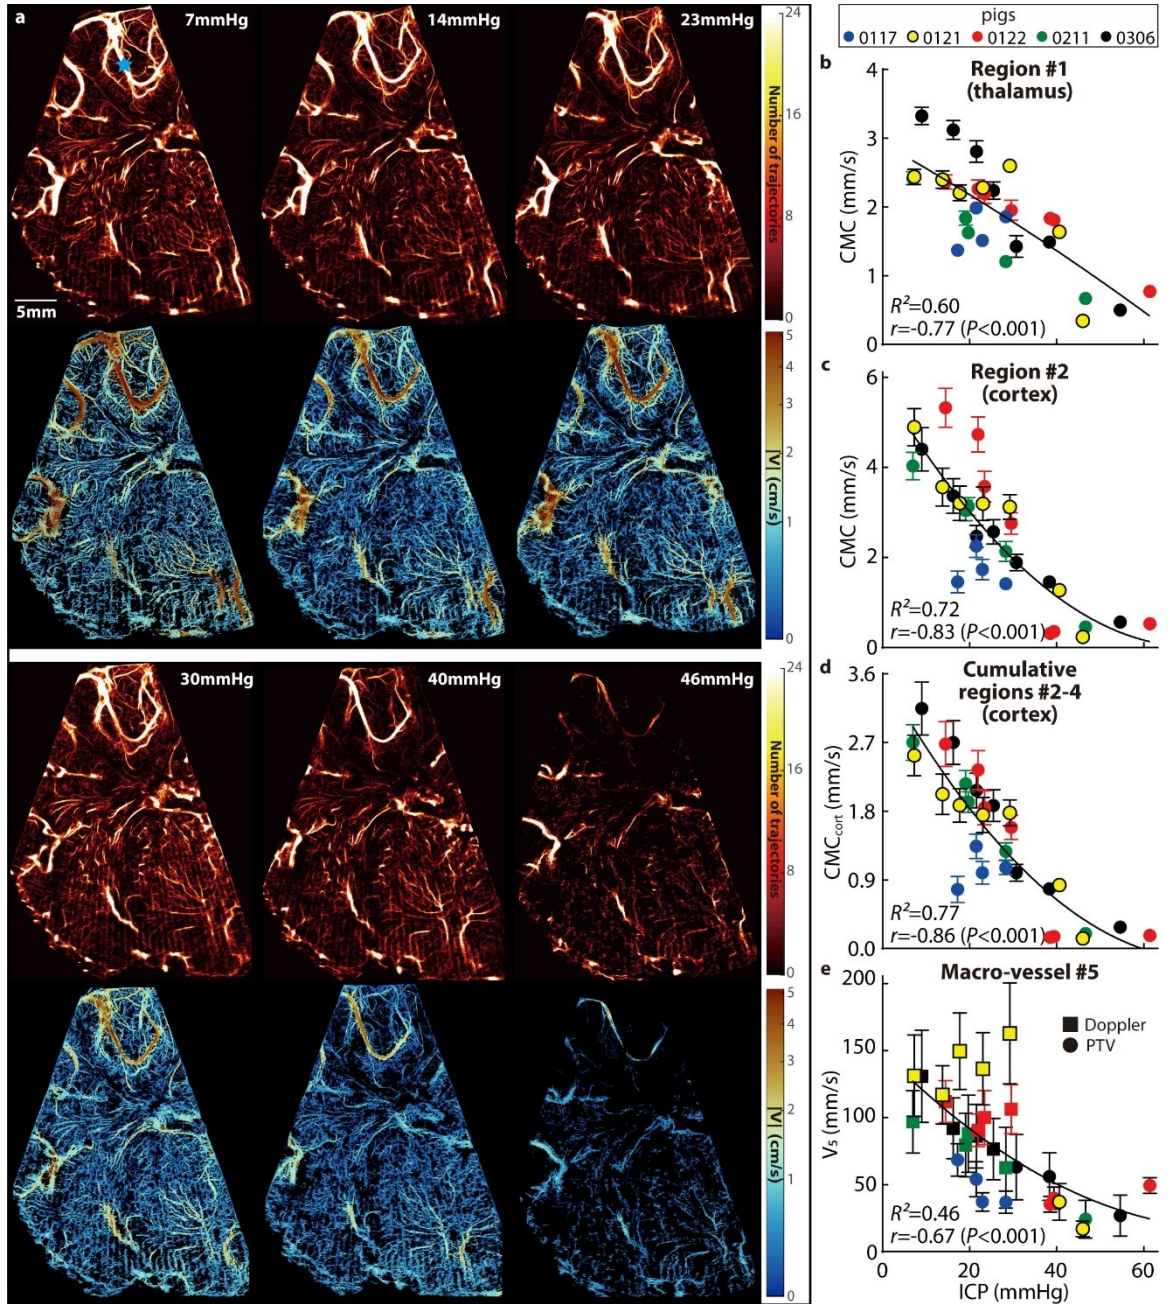 a
7mmHg
14mmHg
23mmHg
5mm
24
16
8
0
Number of trajectories
5
4
3
2
1
0
|V| (cm/s)
30mmHg
40mmHg
46mmHg
24
16
8
0
Number of trajectories
5
4
3
2
1
0
|V| (cm/s)
pigs
0117 0121 0122 0211 0306
b
Region #1
(thalamus)
4
3
2
1
0
CMC (mm/s)
R²=0.60
r=-0.77 (P<0.001)
c
Region #2
(cortex)
6
4
2
0
CMC (mm/s)
R²=0.72
r=-0.83 (P<0.001)
d
Cumulative
regions #2-4
(cortex)
3.6
2.7
1.8
0.9
0.0
CMCcort (mm/s)
R²=0.77
r=-0.86 (P<0.001)
e
Macro-vessel #5
Doppler
PTV
200
150
100
50
0
V5 (mm/s)
R²=0.46
r=-0.67 (P<0.001)
0 20 40 60
ICP (mmHg)